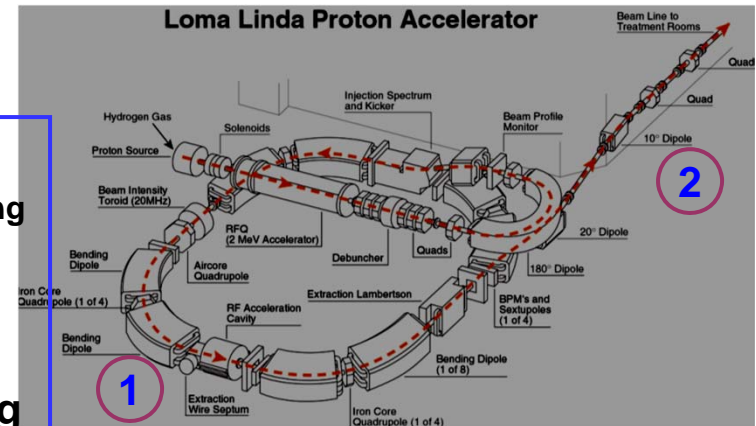 Loma Linda Proton Accelerator
Beam Line to
Treatment Rooms
Quad
Quad
10° Dipole
2
Injection Spectrum
and Kicker
Beam Profile
Monitor
Hydrogen Gas
Solenoids
Proton Source
Beam Intensity
Toroid (20MHz)
RFQ
(2 MeV Accelerator)
Debuncher
Quads
20° Dipole
180° Dipole
Aircore
Quadrupole
Bending
Dipole
Iron Core
Quadrupole (1 of 4)
Bending
Dipole
RF Acceleration
Cavity
Extraction Lambertson
BPM's and
Sextupoles
(1 of 4)
Bending Dipole
(1 of 8)
1
Extraction
Wire Septum
Iron Core
Quadrupole (1 of 4)